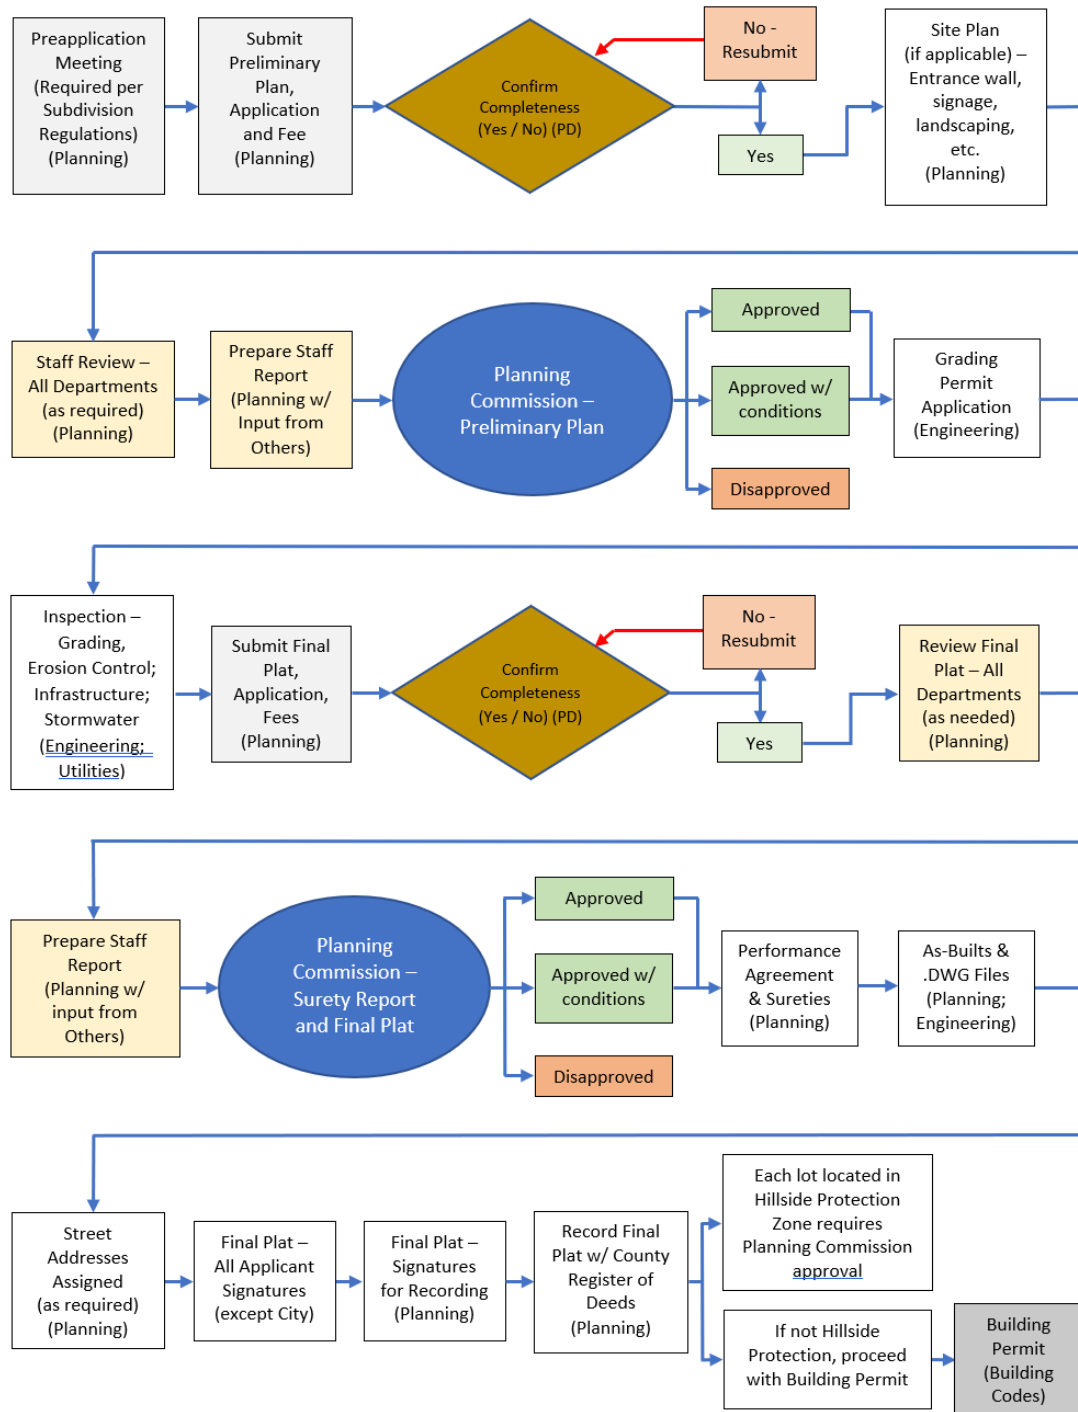 Preapplication
Meeting
(Required per
Subdivision
Regulations)
(Planning)
Submit
Preliminary
Plan,
Application
and Fee
(Planning)
Confirm
Completeness
(Yes / No) (PD)
No -
Resubmit
Yes
Site Plan
(if applicable) –
Entrance wall,
signage,
landscaping,
etc.
(Planning)
Staff Review –
All Departments
(as required)
(Planning)
Prepare Staff
Report
(Planning w/
Input from
Others)
Planning
Commission –
Preliminary Plan
Approved
Approved w/
conditions
Disapproved
Grading
Permit
Application
(Engineering)
Inspection –
Grading,
Erosion Control;
Infrastructure;
Stormwater
(Engineering;
Utilities)
Submit Final
Plat,
Application,
Fees
(Planning)
Confirm
Completeness
(Yes / No) (PD)
No -
Resubmit
Yes
Review Final
Plat – All
Departments
(as needed)
(Planning)
Prepare Staff
Report
(Planning w/
input from
Others)
Planning
Commission –
Surety Report
and Final Plat
Approved
Approved w/
conditions
Disapproved
Performance
Agreement
& Sureties
(Planning)
As-Builts &
.DWG Files
(Planning;
Engineering)
Street
Addresses
Assigned
(as required)
(Planning)
Final Plat –
All Applicant
Signatures
(except City)
Final Plat –
Signatures
for Recording
(Planning)
Record Final
Plat w/ County
Register of
Deeds
(Planning)
Each lot located in
Hillside Protection
Zone requires
Planning Commission
approval
If not Hillside
Protection, proceed
with Building Permit
Building
Permit
(Building
Codes)